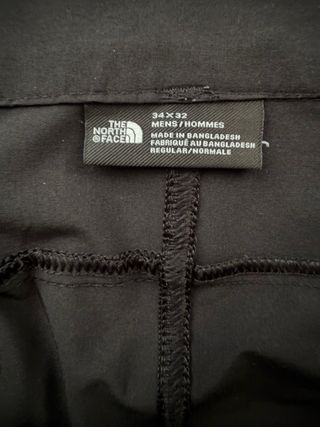 THE
NORTH
FACE
34 X 32
MENS / HOMMES
MADE IN BANGLADESH
FABRIQUÉ AU BANGLADESH
REGULAR/NORMALE